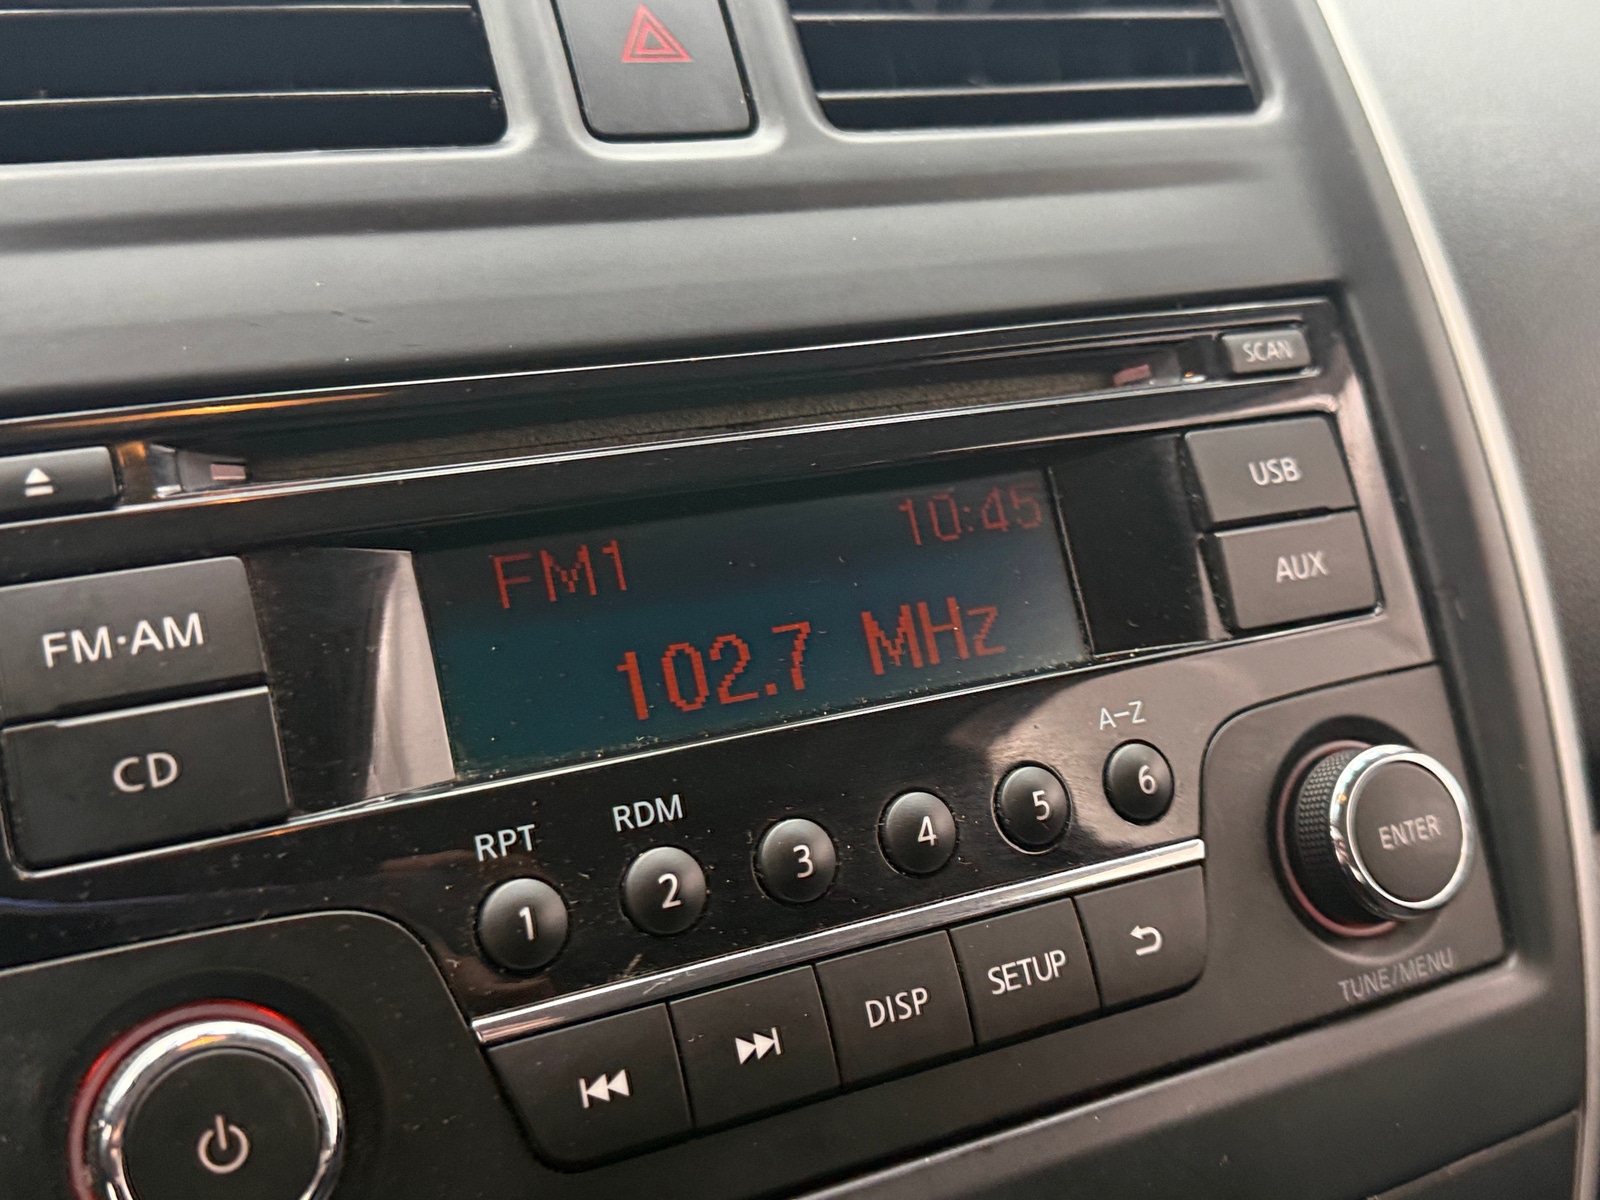 SCAN
USB
10:45
FM1
AUX
FM·AM
102.7 MHz
CD
A-Z
RDM
RPT
1
2
3
4
5
6
ENTER
DISP
SETUP
TUNE/MENU